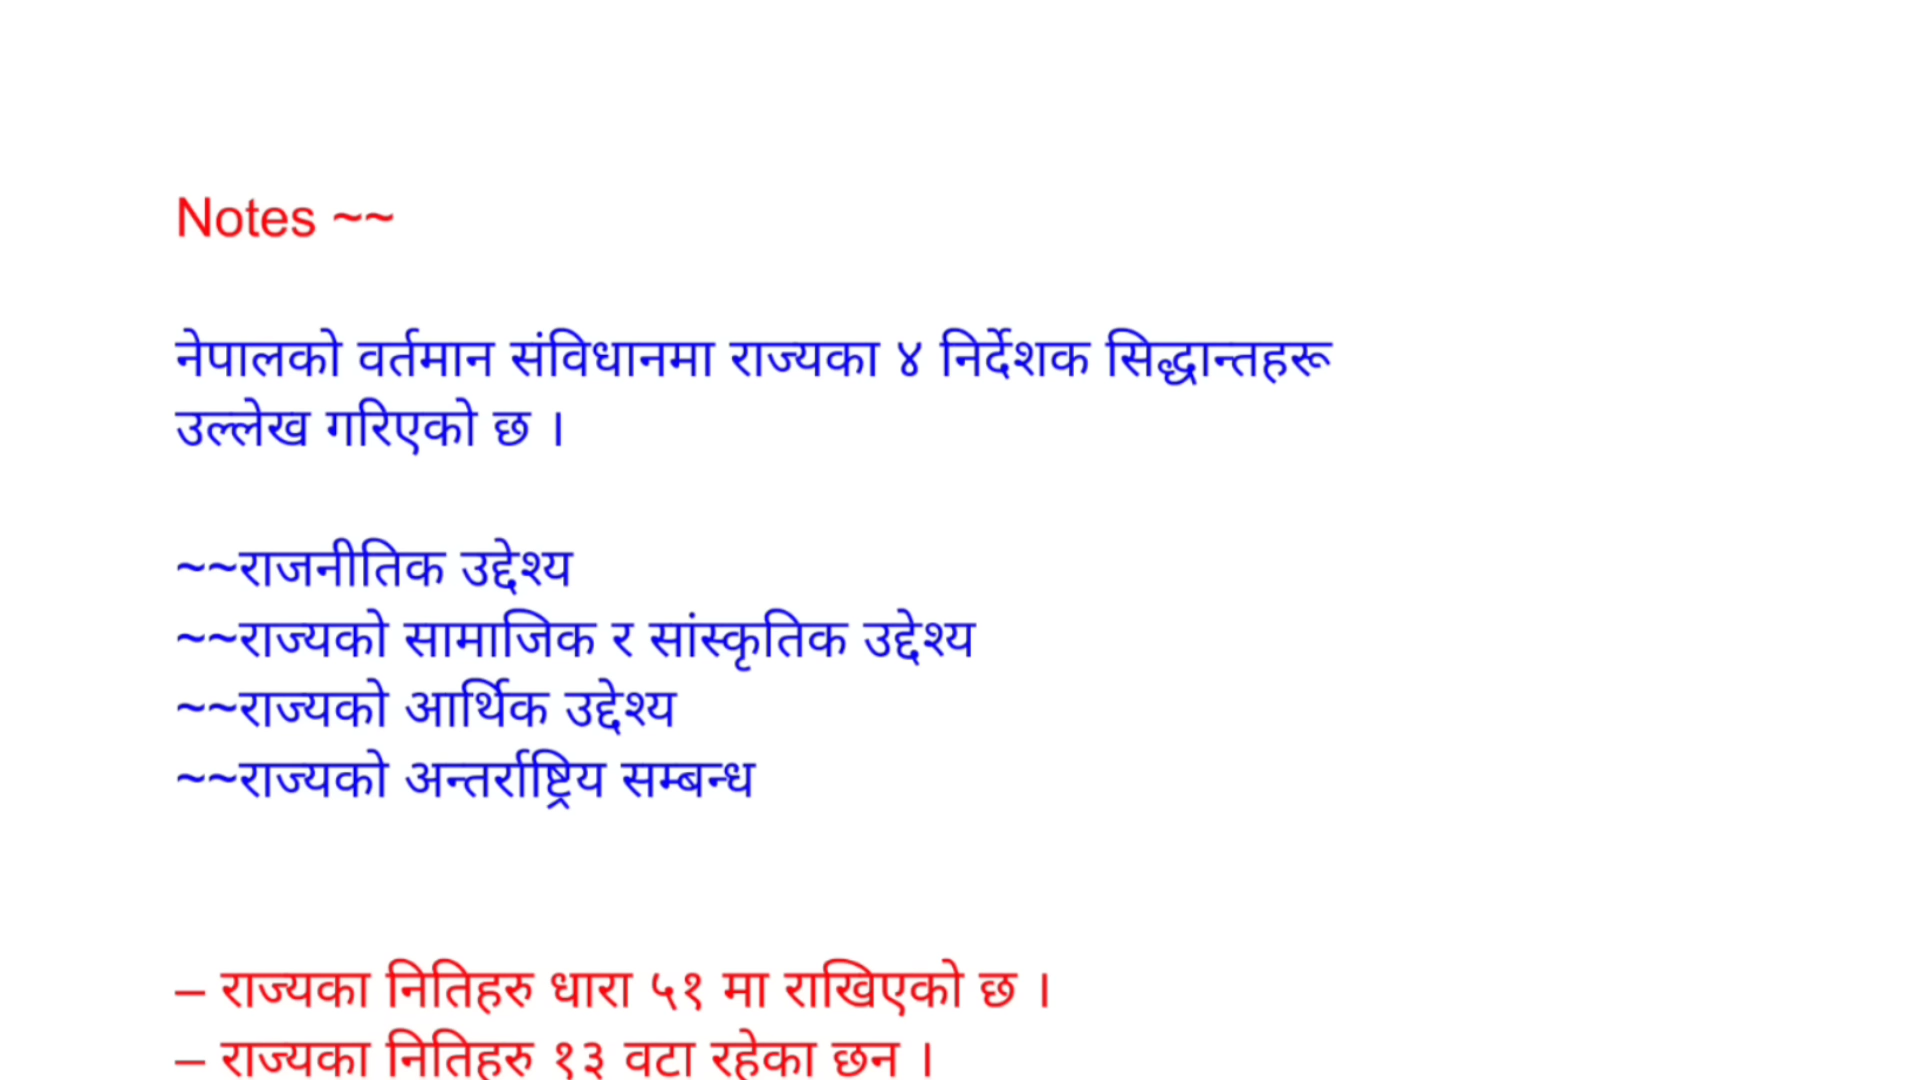 Notes ~~
नेपालको वर्तमान संविधानमा राज्यका ४ निर्देशक सिद्धान्तहरू
उल्लेख गरिएको छ ।
~~राजनीतिक उद्देश्य
~~राज्यको सामाजिक र सांस्कृतिक उद्देश्य
~~राज्यको आर्थिक उद्देश्य
~~राज्यको अन्तर्राष्ट्रिय सम्बन्ध
– राज्यका नितिहरु धारा ५१ मा राखिएको छ ।
– राज्यका नितिहरु १३ वटा रहेका छन ।